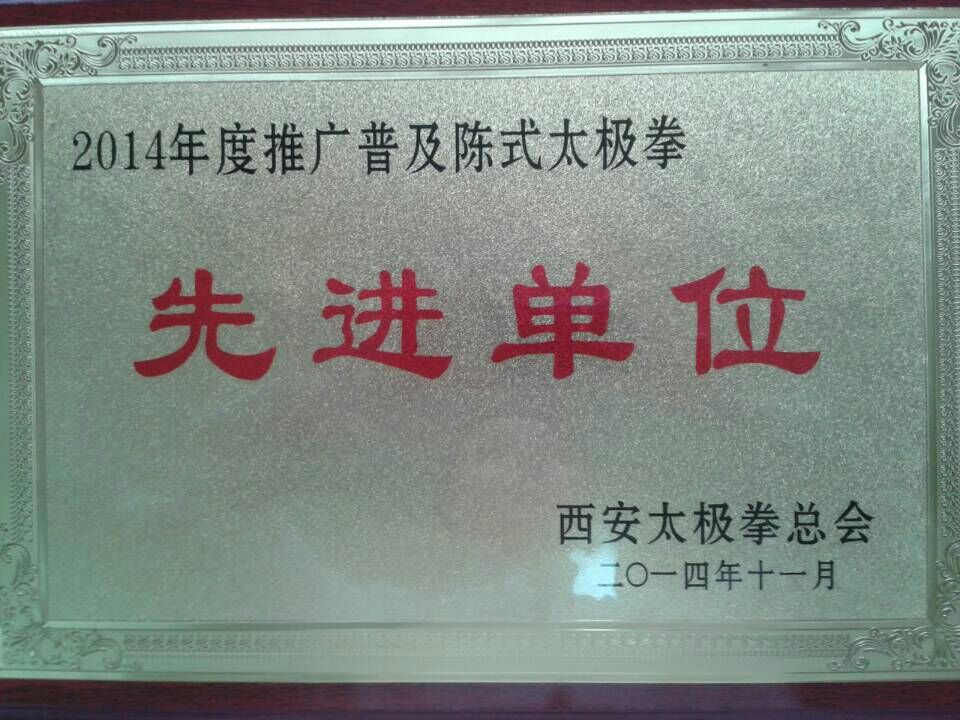 2014年度推广普及陈式太极拳
先进单位
西安太极拳总会
二〇一四年十一月